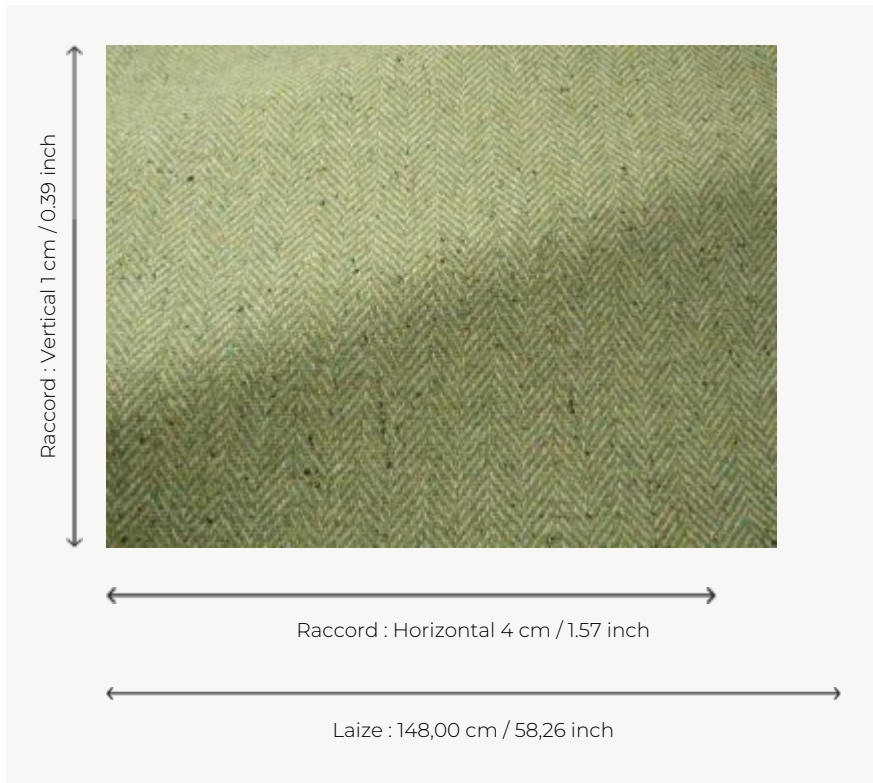 Raccord : Vertical 1 cm / 0.39 inch
Raccord : Horizontal 4 cm / 1.57 inch
Laize : 148,00 cm / 58,26 inch